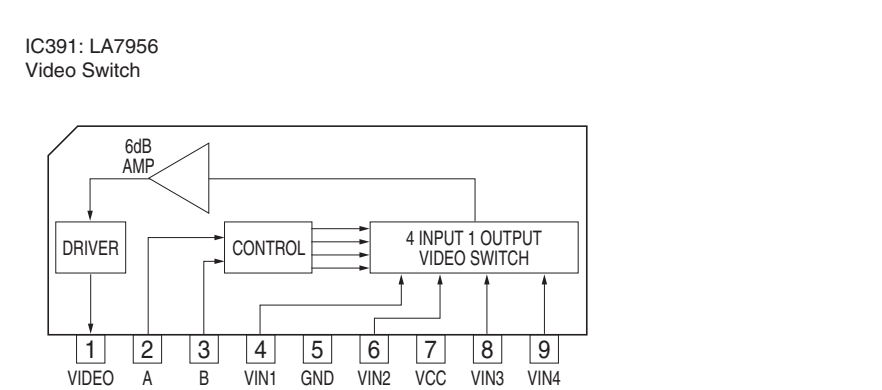 IC391: LA7956
Video Switch
6dB
AMP
DRIVER
CONTROL
4 INPUT 1 OUTPUT
VIDEO SWITCH
1 2 3 4 5 6 7 8 9
VIDEO A B VIN1 GND VIN2 VCC VIN3 VIN4